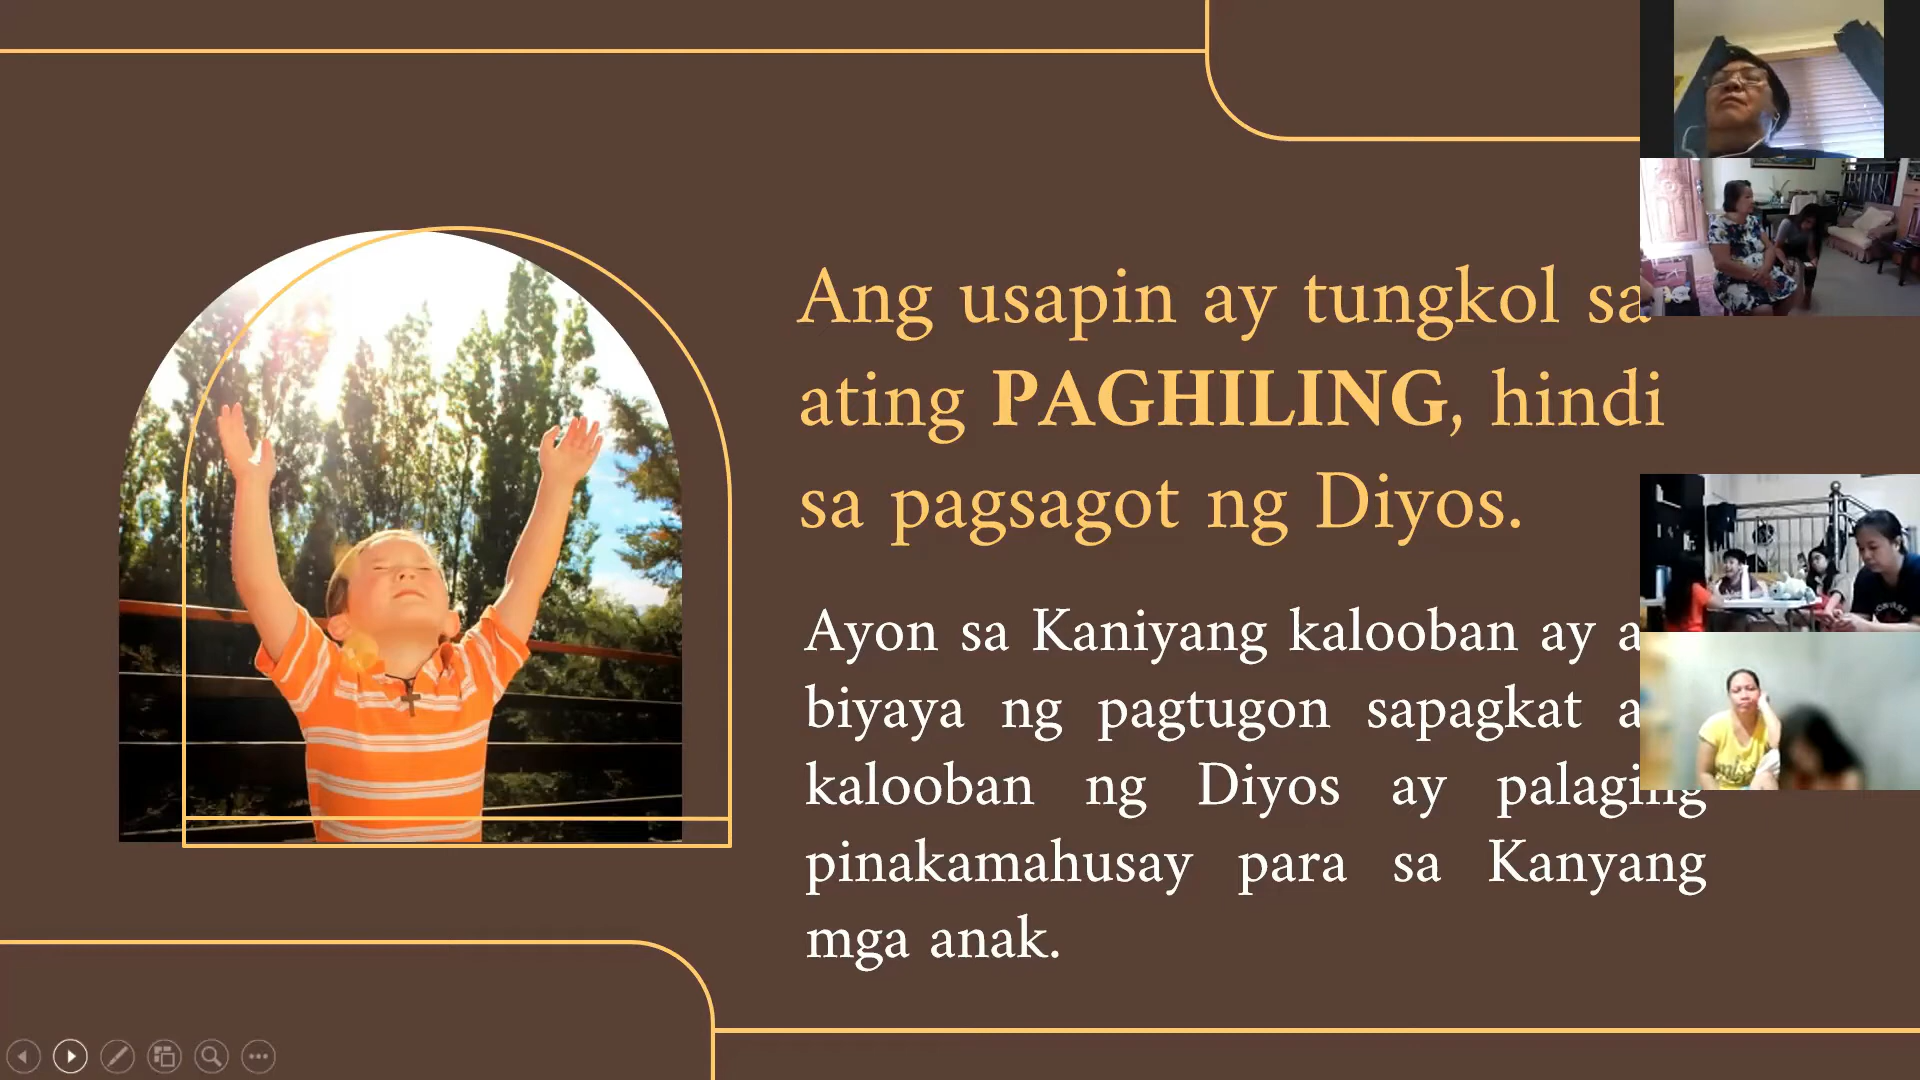 Ang usapin ay tungkol sa
ating PAGHILING, hindi
sa pagsagot ng Diyos.
Ayon sa Kaniyang kalooban ay
biyaya ng pagtugon sapagkat
kalooban ng Diyos ay palaging
pinakamahusay para sa Kanyang
mga anak.